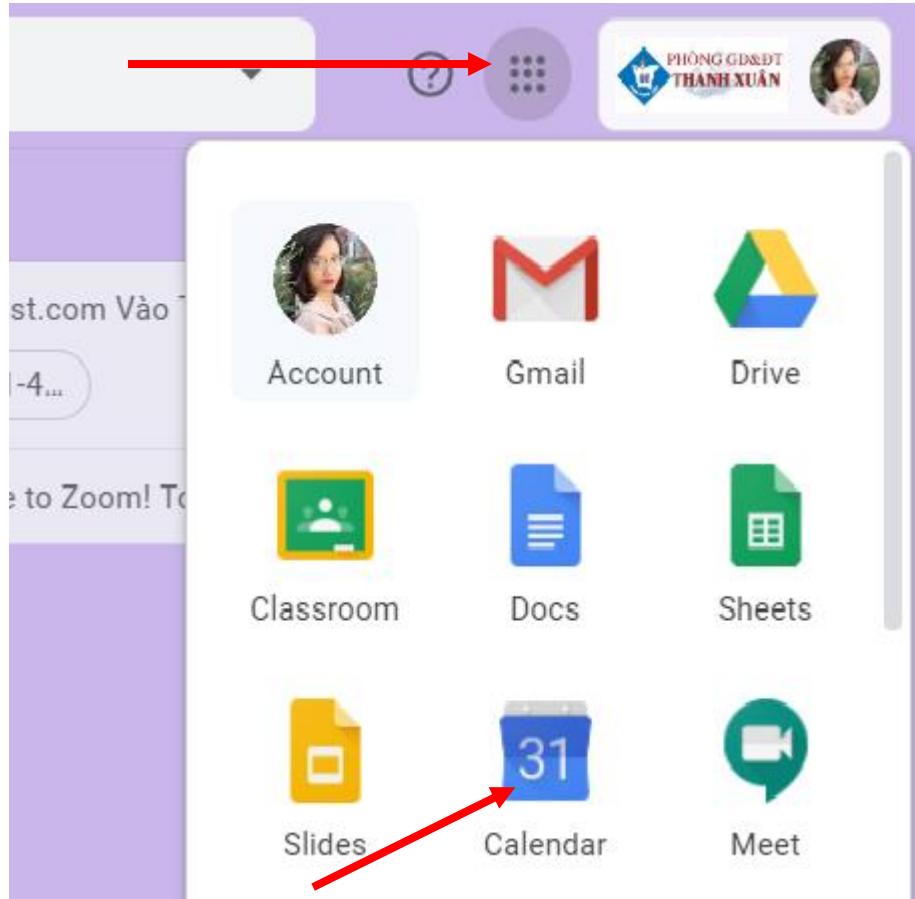 PHÒNG GD&ĐT
THANH XUÂN
Account
Gmail
Drive
st.com Vào T
-4...
e to Zoom! To
Classroom
Docs
Sheets
31
Slides
Calendar
Meet